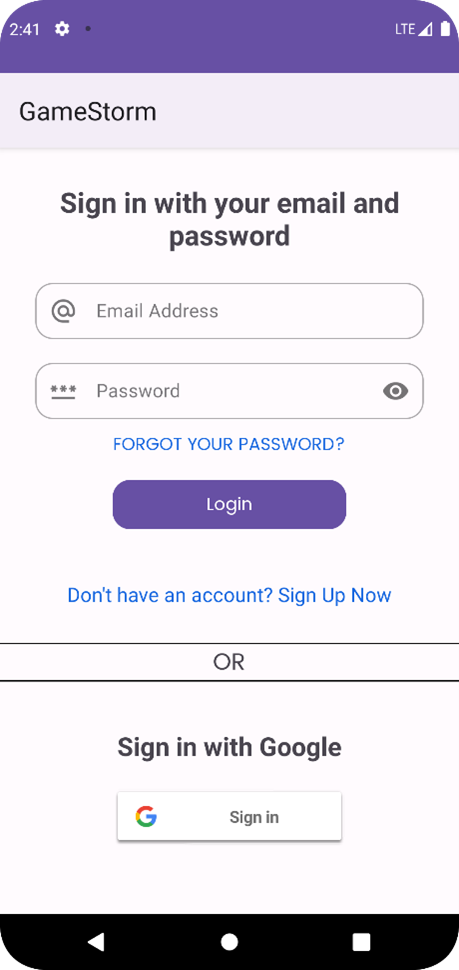 2:41
LTE
GameStorm
Sign in with your email and
password
Email Address
Password
FORGOT YOUR PASSWORD?
Login
Don't have an account? Sign Up Now
OR
Sign in with Google
Sign in